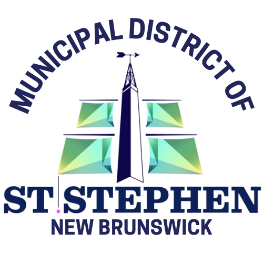 MUNICIPAL DISTRICT OF
ST. STEPHEN
NEW BRUNSWICK